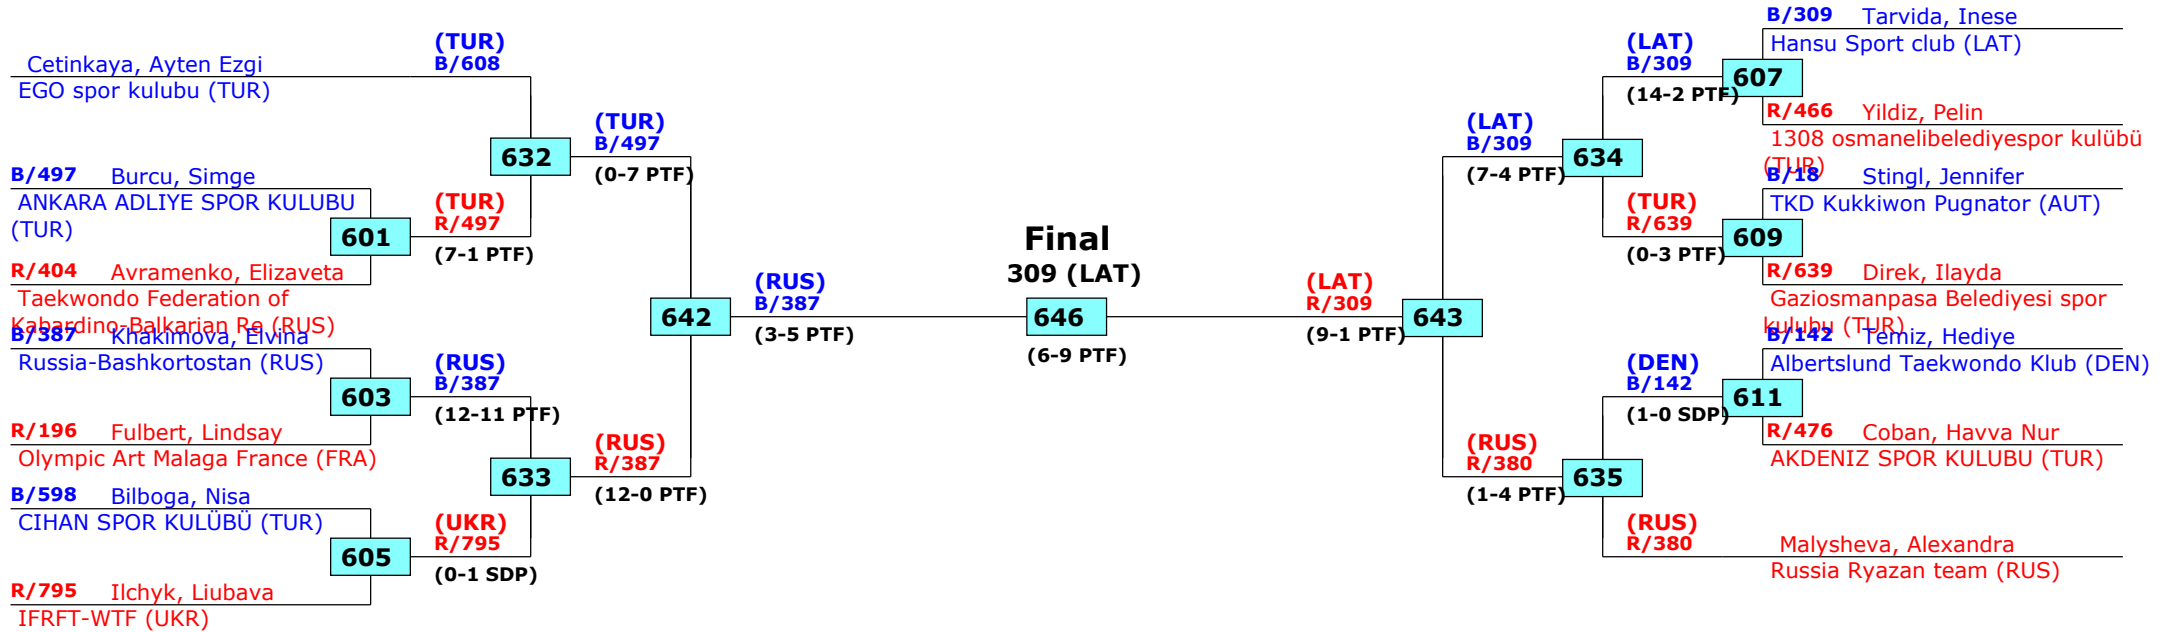 Cetinkaya, Ayten Ezgi
EGO spor kulubu (TUR)
(TUR)
B/608
B/497 Burcu, Simge
ANKARA ADLIYE SPOR KULUBU
(TUR)
601
R/404 Avramenko, Elizaveta
Taekwondo Federation of
Kabardino-Balkarian Re (RUS)
(TUR)
R/497
(7-1 PTF)
632
B/387 Khakimova, Elvina
Russia-Bashkortostan (RUS)
603
R/196 Fulbert, Lindsay
Olympic Art Malaga France (FRA)
(RUS)
B/387
(12-11 PTF)
B/598 Bilboga, Nisa
CIHAN SPOR KULÜBÜ (TUR)
605
R/795 Ilchyk, Liubava
IFRFT-WTF (UKR)
(UKR)
R/795
(0-1 SDP)
633
(TUR)
B/497
(0-7 PTF)
642
(RUS)
R/387
(12-0 PTF)
(RUS)
B/387
(3-5 PTF)
Final
309 (LAT)
646
(6-9 PTF)
(LAT)
R/309
(9-1 PTF)
643
(LAT)
B/309
(7-4 PTF)
634
(RUS)
R/380
(1-4 PTF)
635
(LAT)
B/309
(14-2 PTF)
607
B/309 Tarvida, Inese
Hansu Sport club (LAT)
R/466 Yildiz, Pelin
1308 osmanelibelediyespor kulübü
(TUR)
(TUR)
R/639
(0-3 PTF)
609
B/18 Stingl, Jennifer
TKD Kukkiwon Pugnator (AUT)
R/639 Direk, Ilayda
Gaziosmanpasa Belediyesi spor
kulubu (TUR)
(DEN)
B/142
(1-0 SDP)
611
B/142 Temiz, Hediye
Albertslund Taekwondo Klub (DEN)
R/476 Coban, Havva Nur
AKDENIZ SPOR KULUBU (TUR)
(RUS)
R/380
Malysheva, Alexandra
Russia Ryazan team (RUS)